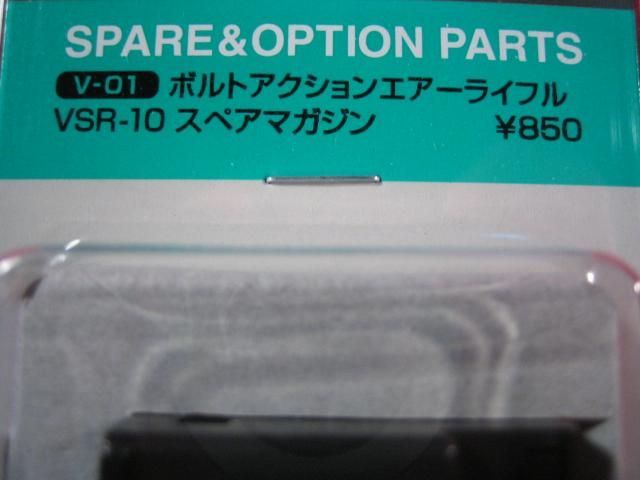 SPARE&OPTION PARTS
V-01 ボルトアクションエアーライフル
VSR-10 スペアマガジン ¥850